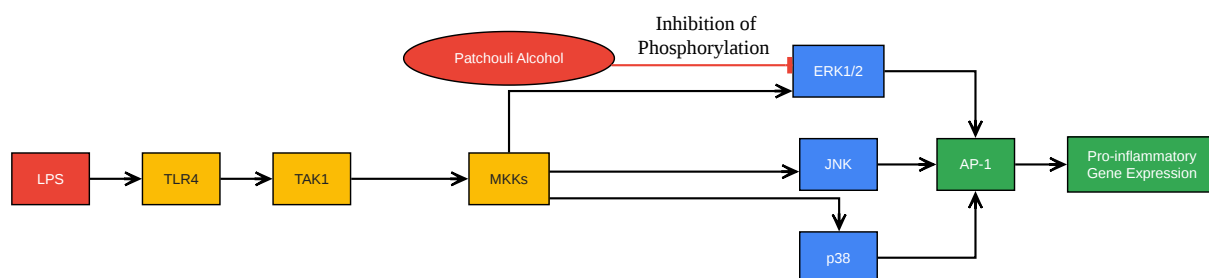 Inhibition of
Phosphorylation
Patchouli Alcohol
ERK1/2
LPS
TLR4
TAK1
MKKs
JNK
AP-1
Pro-inflammatory
Gene Expression
p38